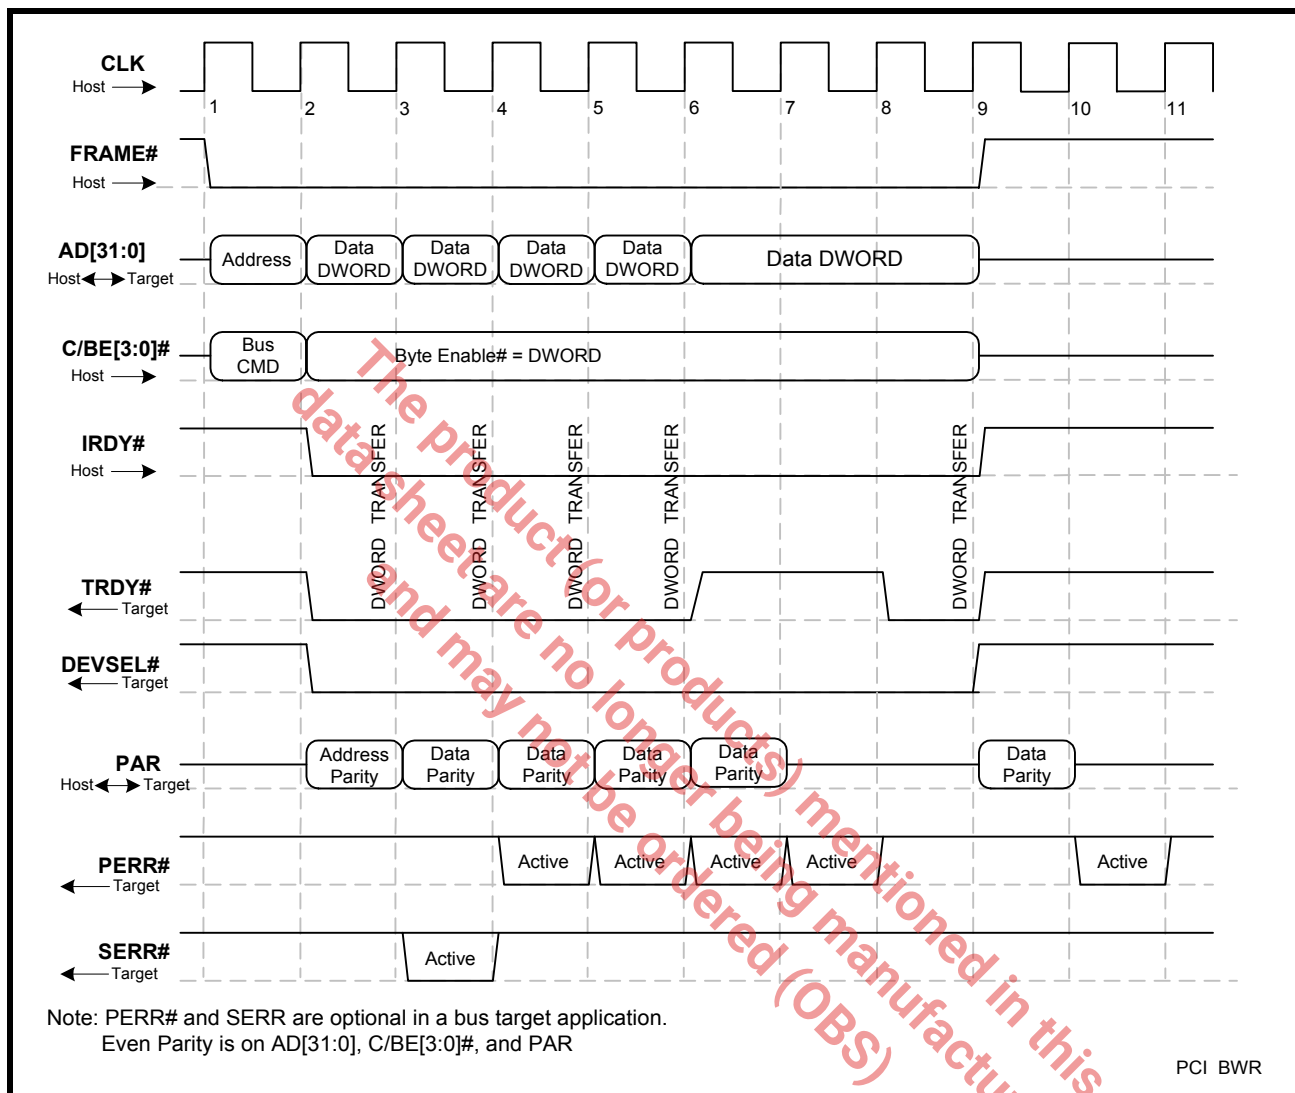 CLK
Host
1 2 3 4 5 6 7 8 9 10 11
FRAME#
Host
AD[31:0]
Host Target
Address
Data
DWORD
Data
DWORD
Data
DWORD
Data
DWORD
Data DWORD
C/BE[3:0]#
Host
Bus
CMD
Byte Enable# = DWORD
IRDY#
Host
DWORD TRANSFER
DWORD TRANSFER
DWORD TRANSFER
DWORD TRANSFER
DWORD TRANSFER
TRDY#
Target
DEVSEL#
Target
PAR
Host Target
Address
Parity
Data
Parity
Data
Parity
Data
Parity
Data
Parity
Data
Parity
PERR#
Target
Active
Active
Active
Active
Active
SERR#
Target
Active
Note: PERR# and SERR are optional in a bus target application.
Even Parity is on AD[31:0], C/BE[3:0]#, and PAR
PCI BWR
The product (or products) mentioned in this
data sheet are no longer being manufactu
and may not be ordered (OBS)